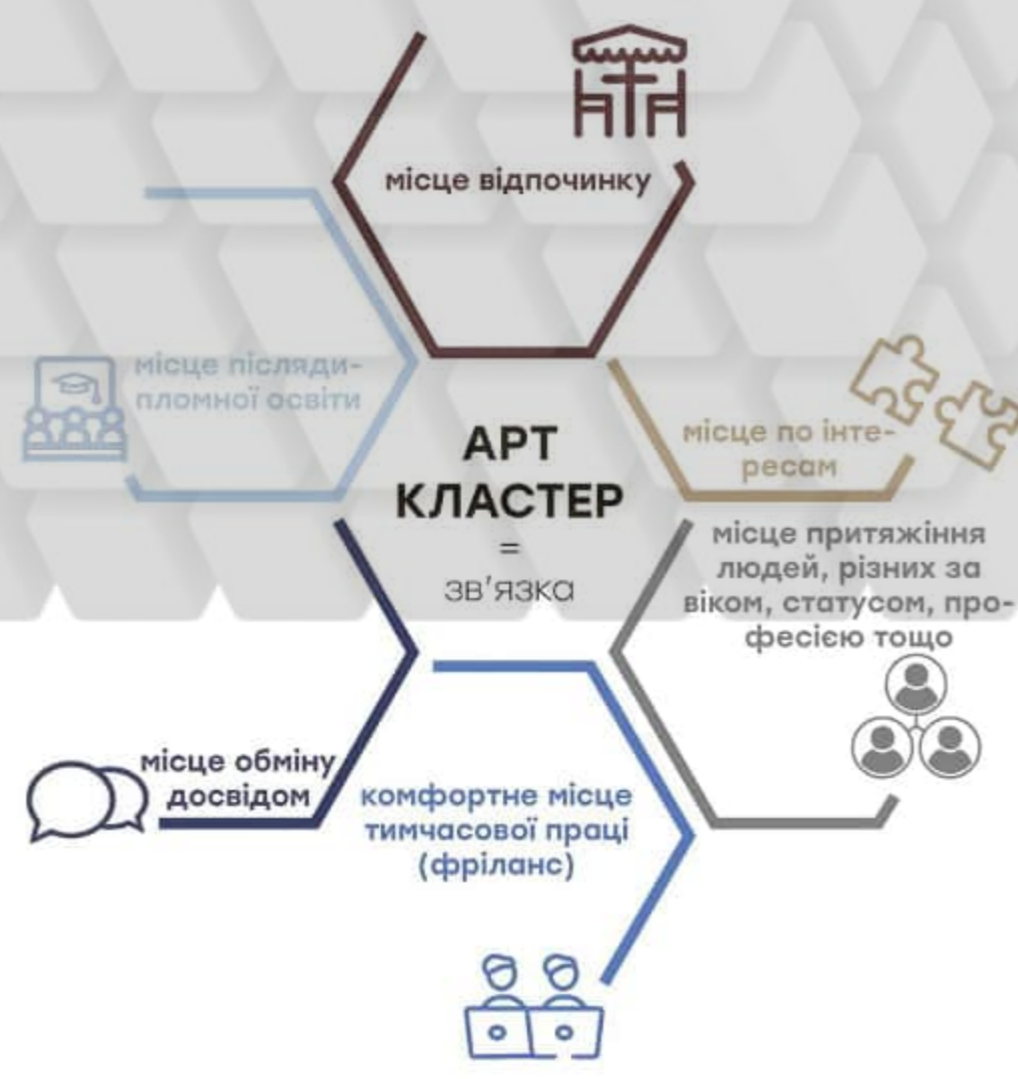 місце відпочинку
місце післяди-
пломної освіти
АРТ
КЛАСТЕР
=
зв'язка
місце по інте-
ресам
місце притяжіння
людей, різних за
віком, статусом, про-
фесією тощо
місце обміну
досвідом
комфортне місце
тимчасової праці
(фріланс)